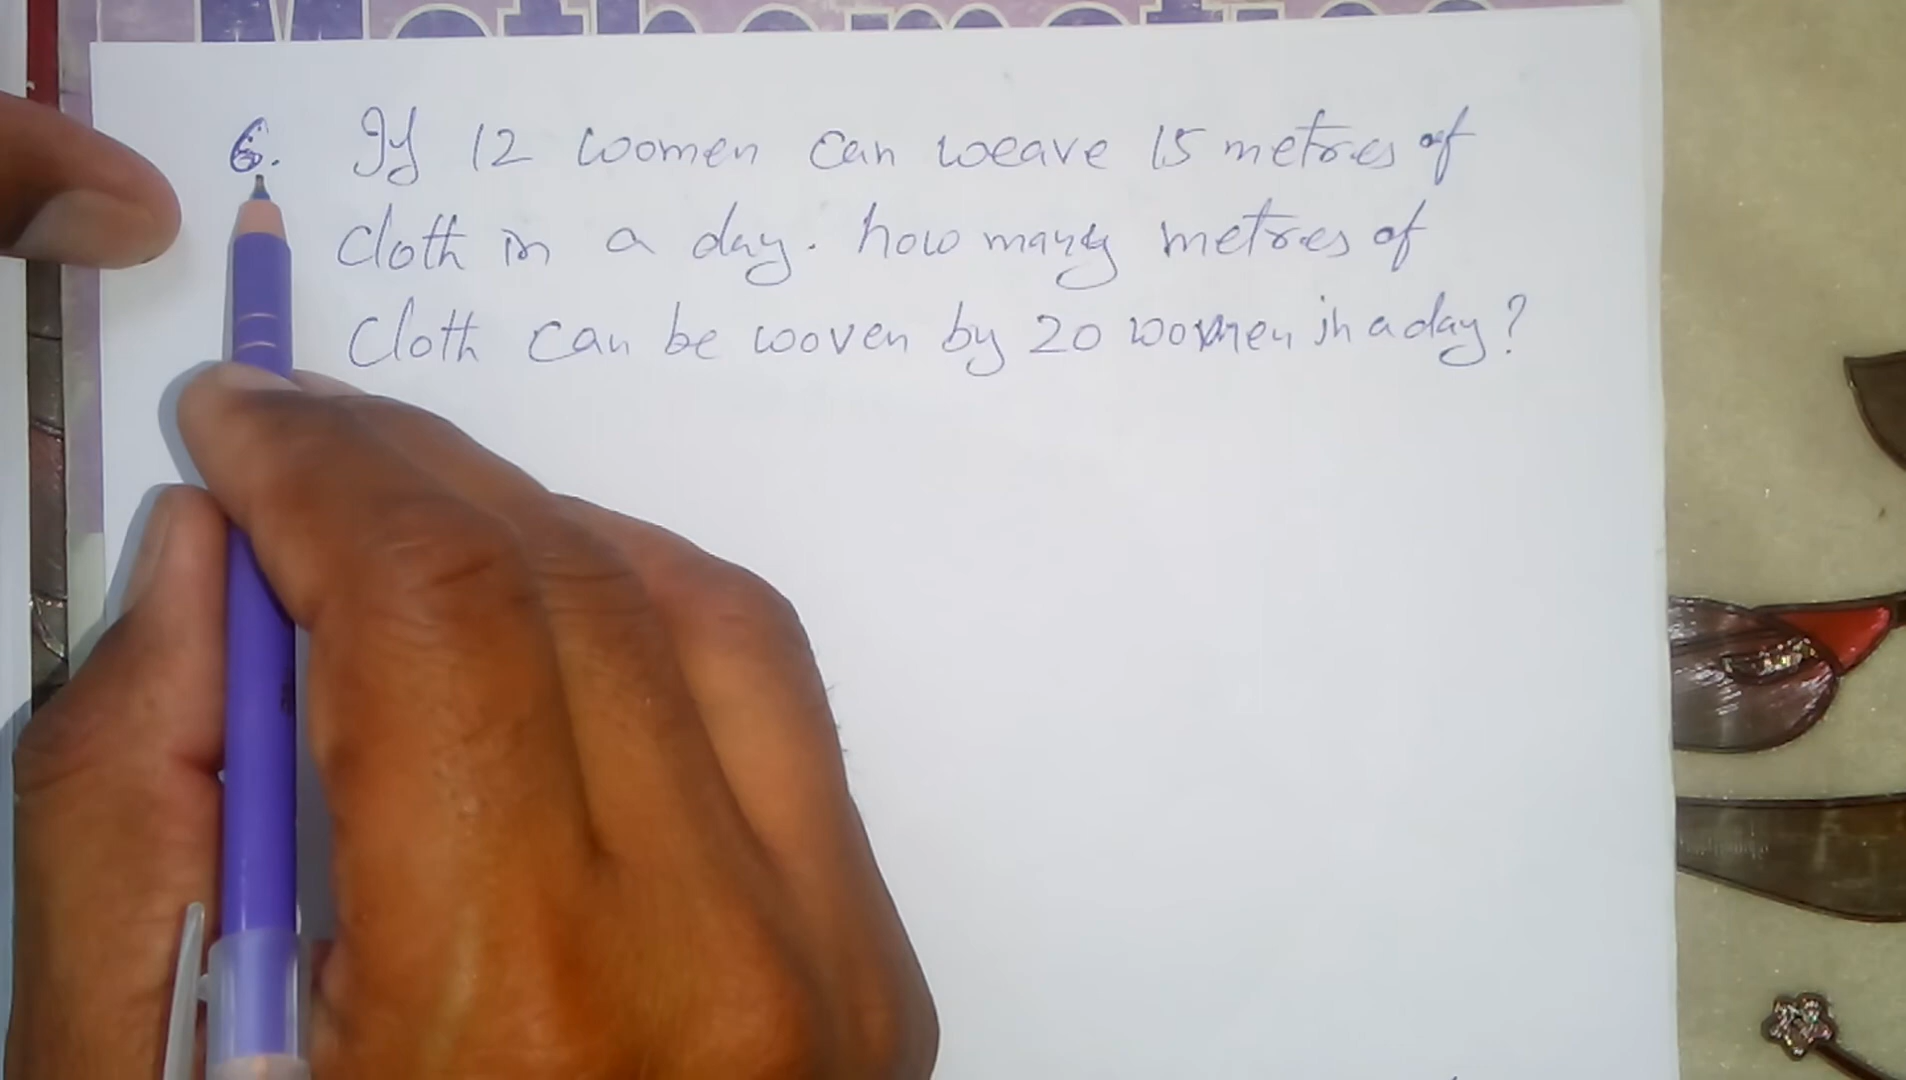 Mathematics
6. If 12 women can weave 15 metres of
cloth in a day. how many metres of
cloth can be woven by 20 women in a day?